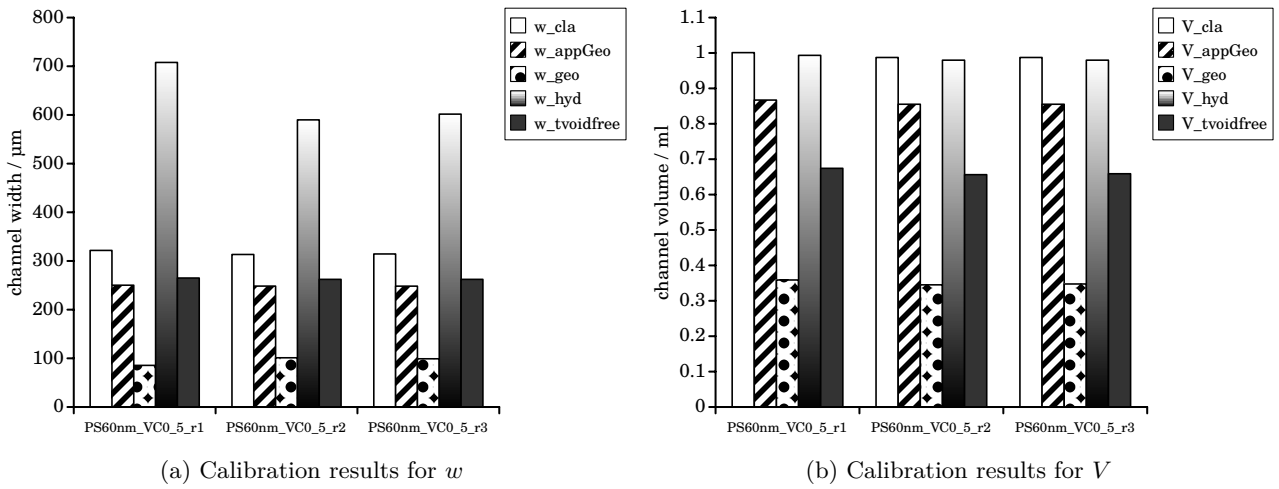 800
700
600
500
400
300
200
100
0
channel width / µm
PS60nm_VC0_5_r1
PS60nm_VC0_5_r2
PS60nm_VC0_5_r3
w_cla
w_appGeo
w_geo
w_hyd
w_tvoidfree
(a) Calibration results for w
1.1
1
0.9
0.8
0.7
0.6
0.5
0.4
0.3
0.2
0.1
0
channel volume / ml
PS60nm_VC0_5_r1
PS60nm_VC0_5_r2
PS60nm_VC0_5_r3
V_cla
V_appGeo
V_geo
V_hyd
V_tvoidfree
(b) Calibration results for V